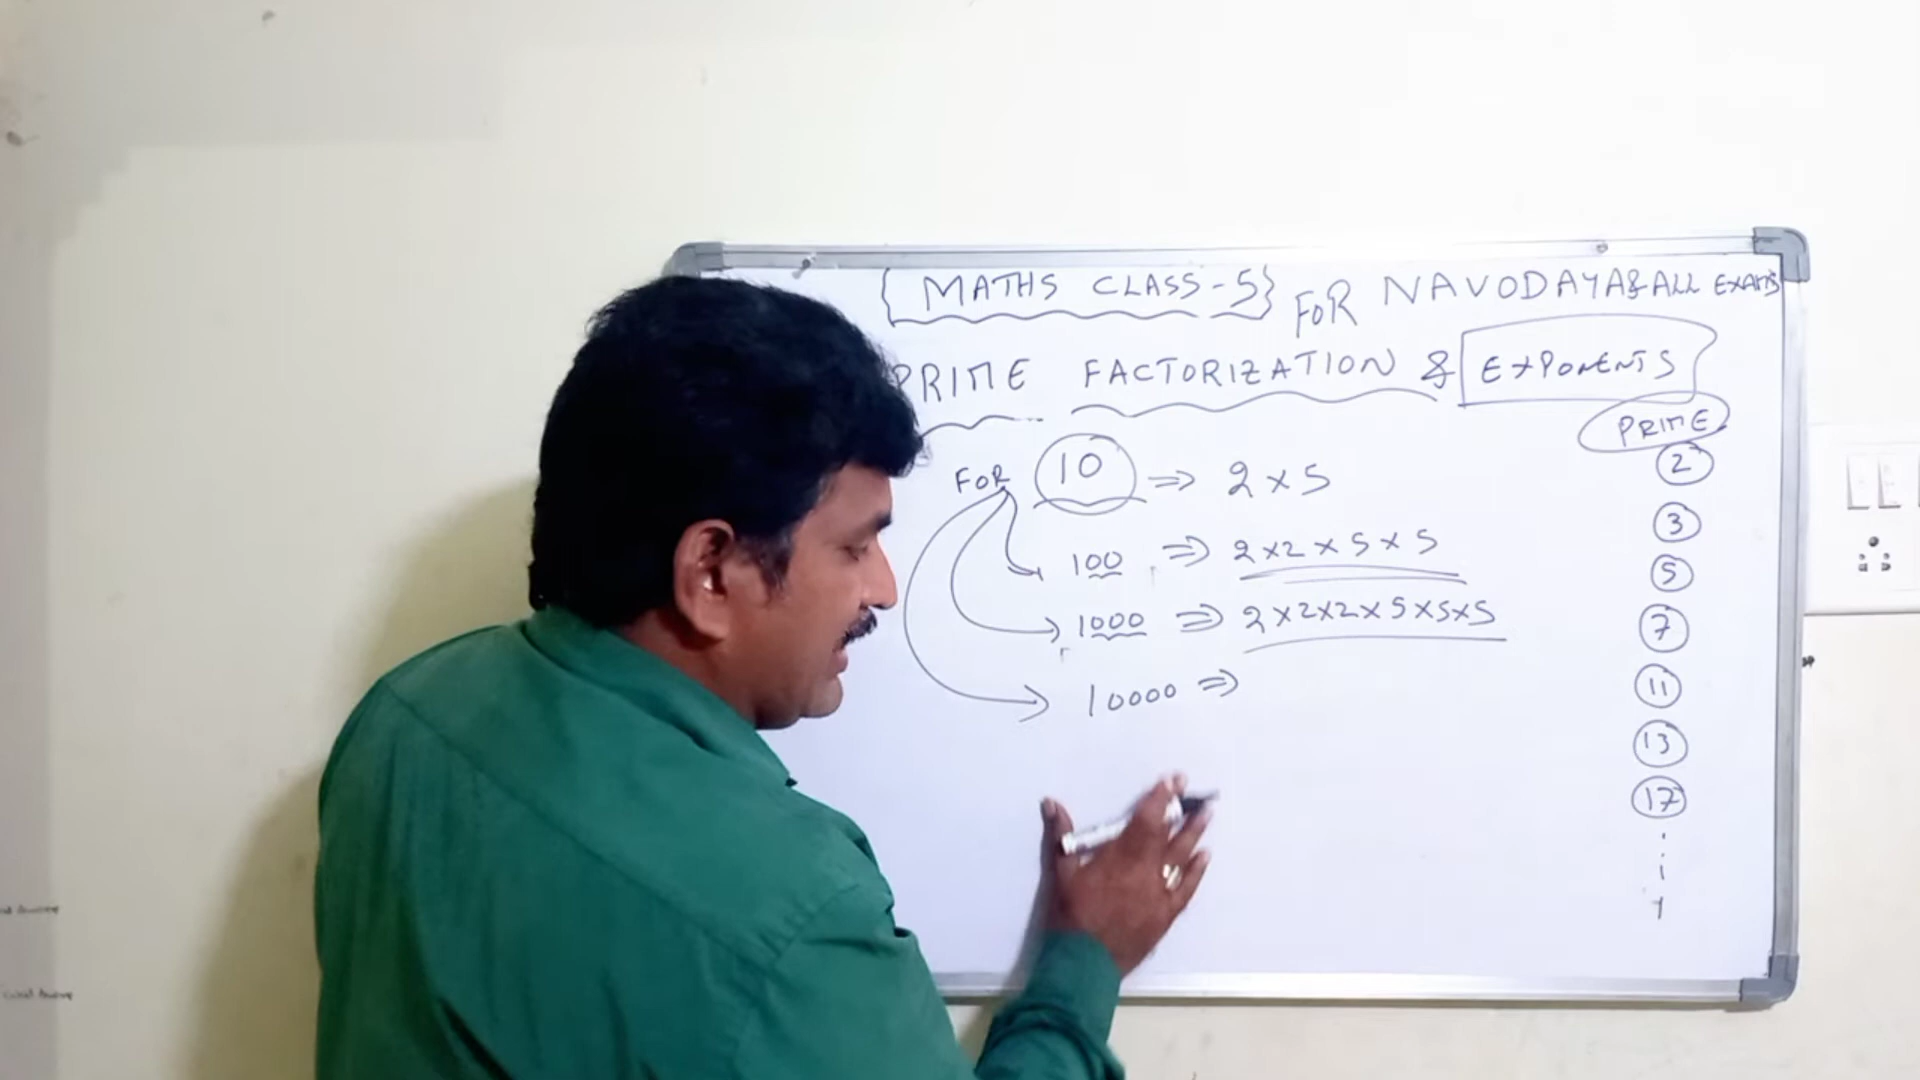 { MATHS CLASS-5} FOR NAVODAYA & ALL EXAMS
PRIME FACTORIZATION & EXPONENTS
PRIME
FOR 10 ⇒ 2 × 5
100 ⇒ 2 × 2 × 5 × 5
1000 ⇒ 2 × 2 × 2 × 5 × 5 × 5
10000 ⇒
2
3
5
7
11
13
17